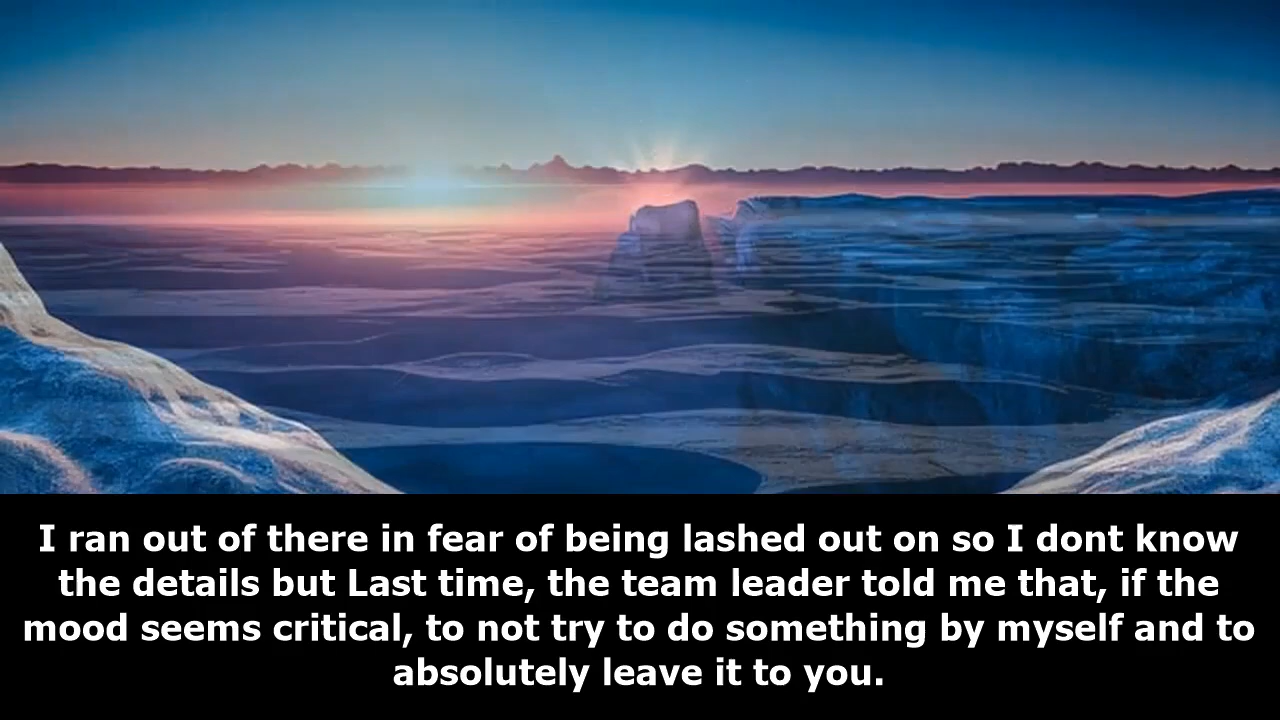 I ran out of there in fear of being lashed out on so I dont know
the details but Last time, the team leader told me that, if the
mood seems critical, to not try to do something by myself and to
absolutely leave it to you.